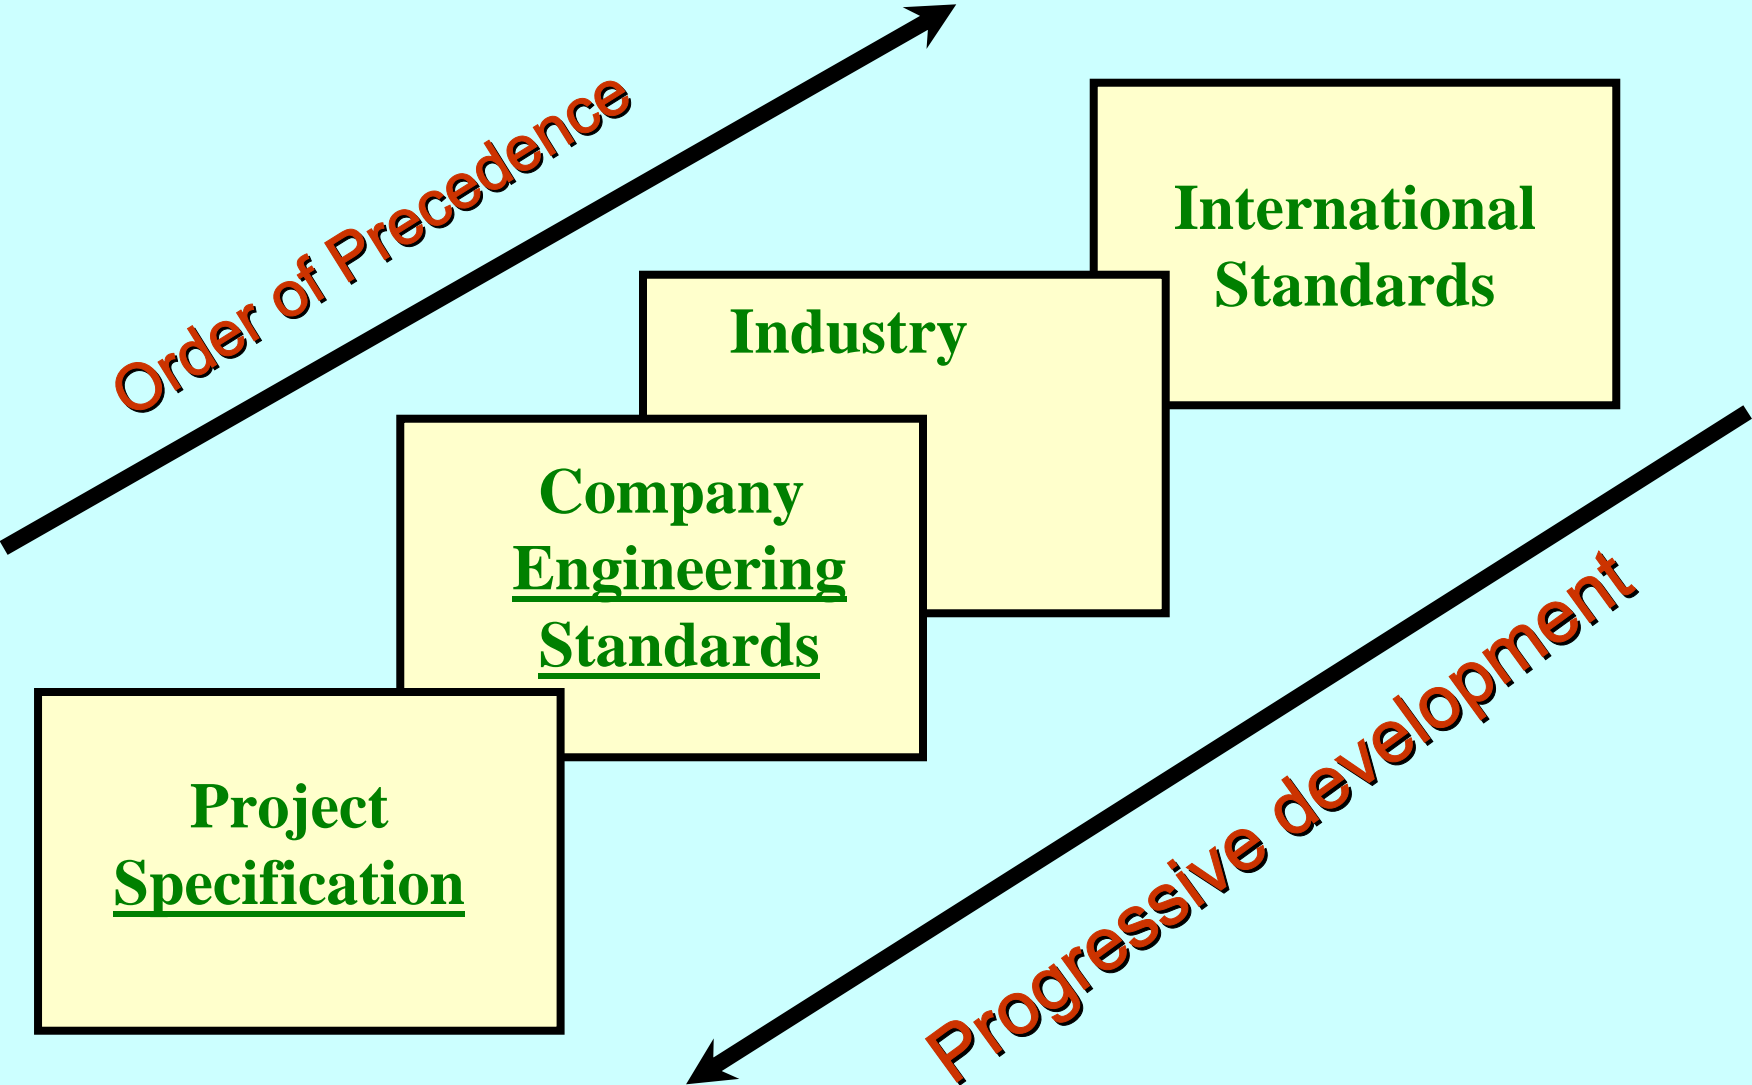 Order of Precedence
International
Standards
Industry
Company
Engineering
Standards
Project
Specification
Progressive development